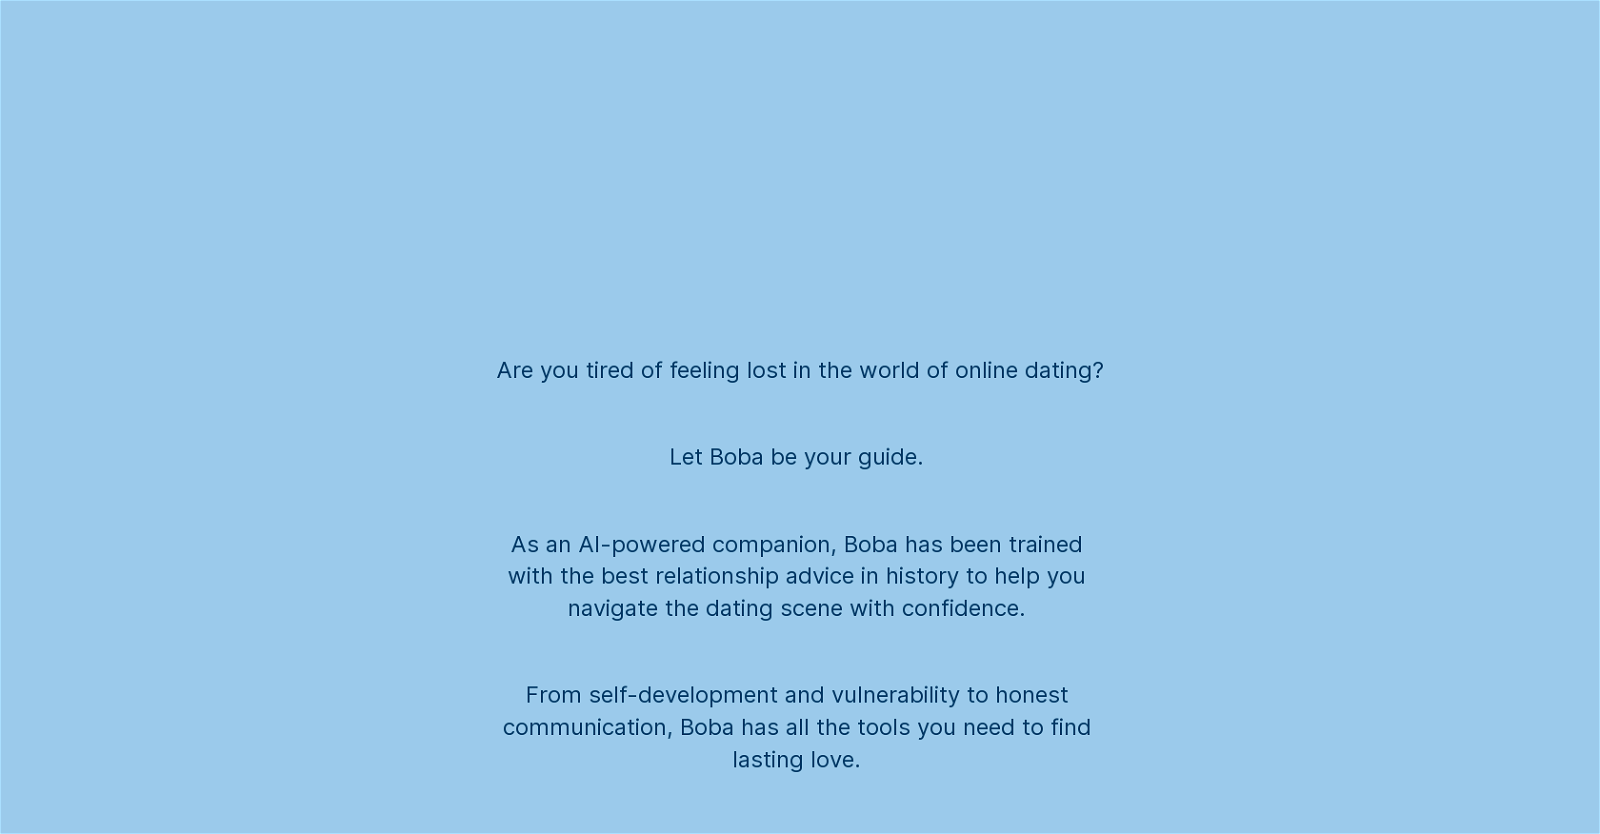 Are you tired of feeling lost in the world of online dating?
Let Boba be your guide.
As an AI-powered companion, Boba has been trained
with the best relationship advice in history to help you
navigate the dating scene with confidence.
From self-development and vulnerability to honest
communication, Boba has all the tools you need to find
lasting love.